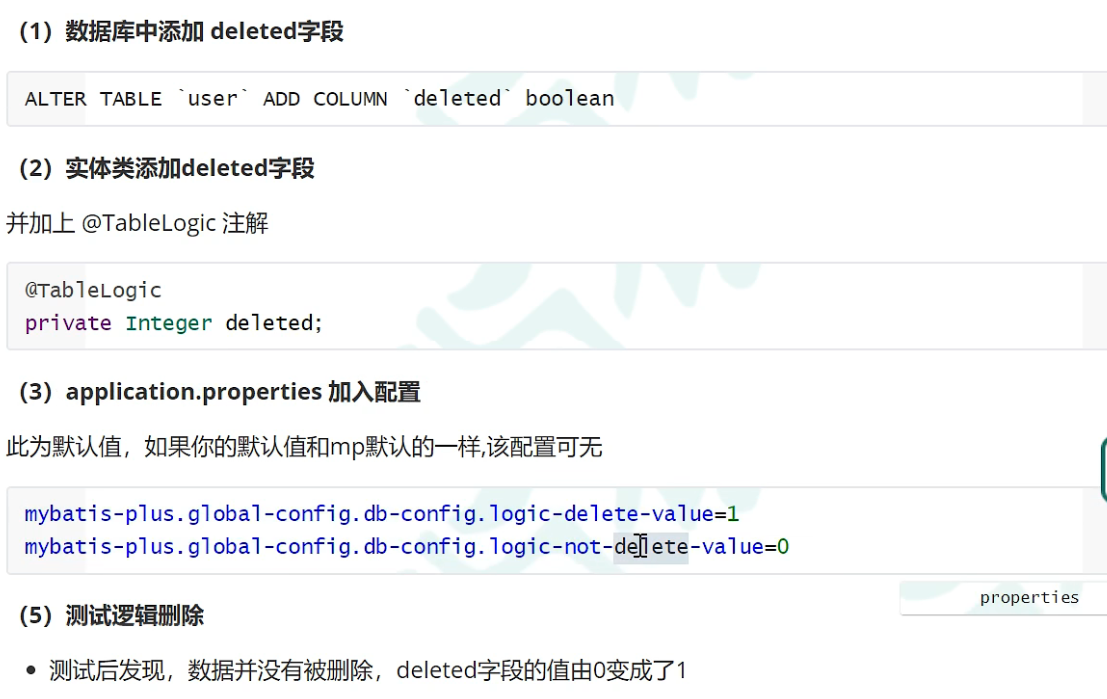 （1）数据库中添加 deleted字段
ALTER TABLE `user` ADD COLUMN `deleted` boolean
（2）实体类添加deleted字段
并加上 @TableLogic 注解
@TableLogic
private Integer deleted;
（3）application.properties 加入配置
此为默认值，如果你的默认值和mp默认的一样,该配置可无
mybatis-plus.global-config.db-config.logic-delete-value=1
mybatis-plus.global-config.db-config.logic-not-delete-value=0
properties
（5）测试逻辑删除
• 测试后发现，数据并没有被删除，deleted字段的值由0变成了1